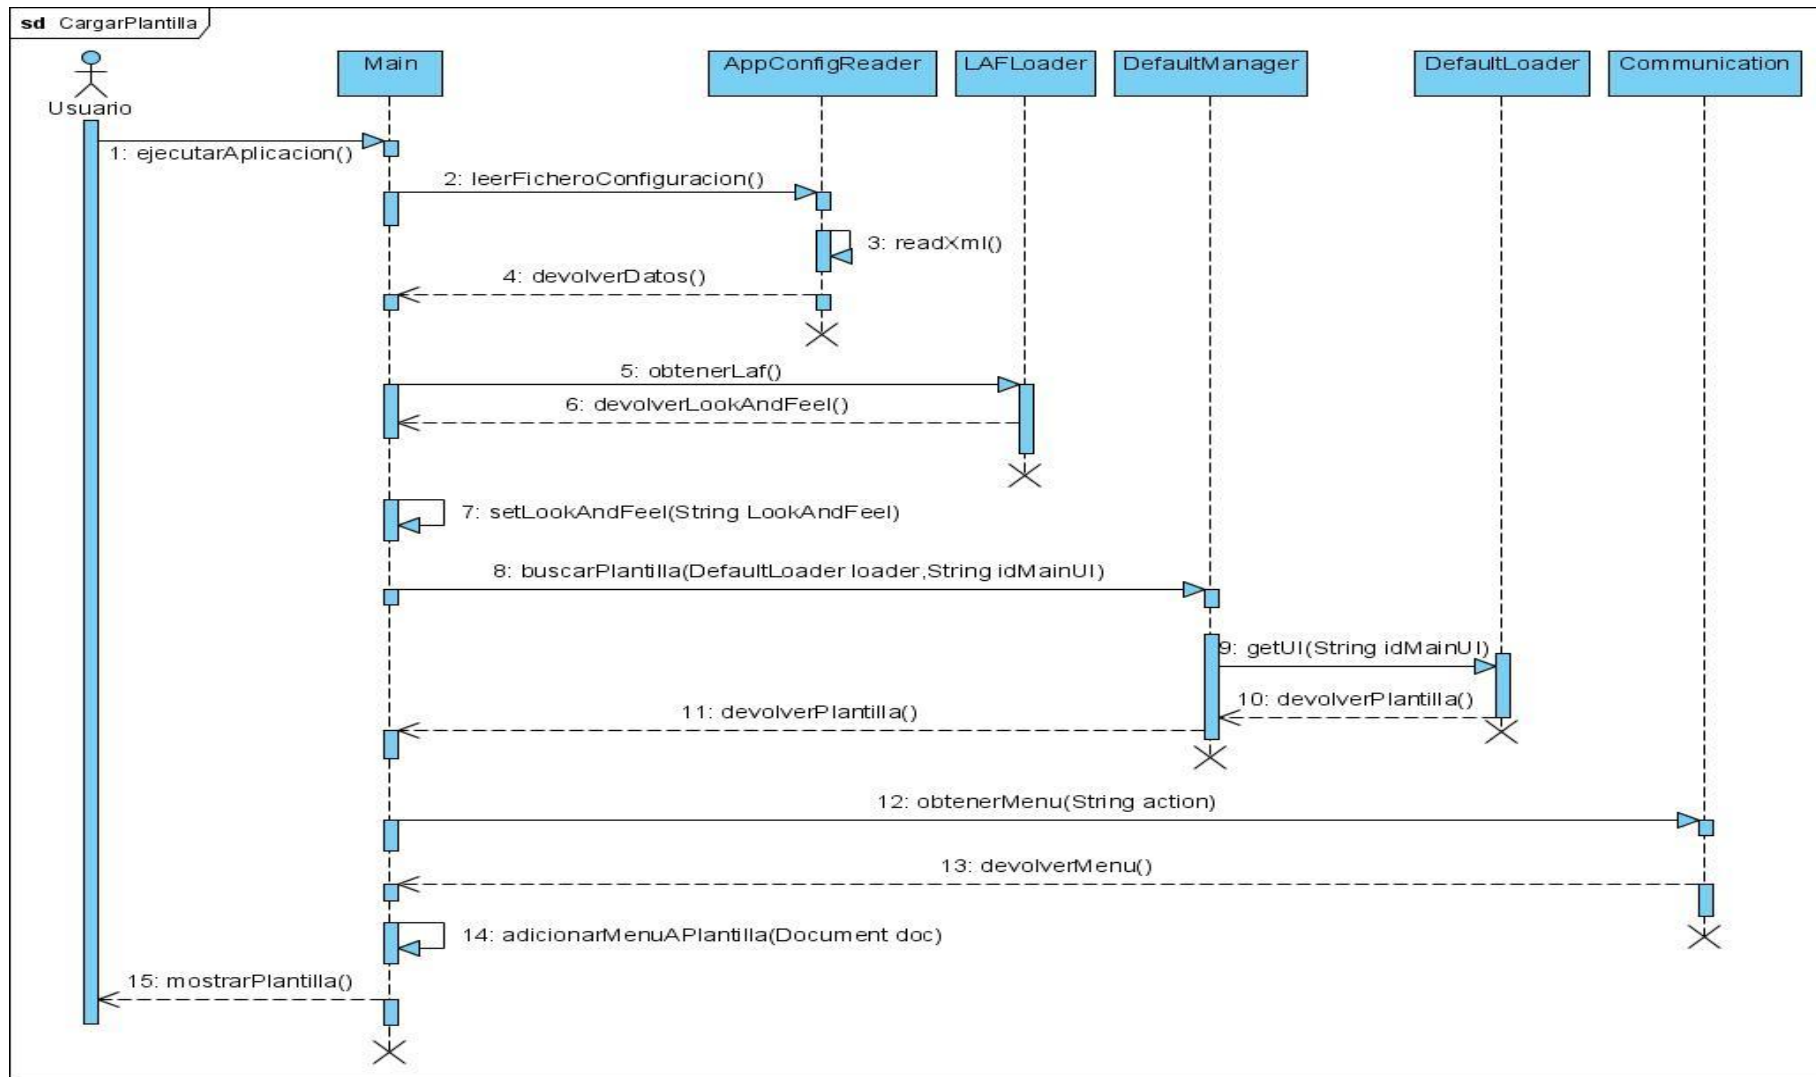 sd CargarPlantilla
Usuario
Main
AppConfigReader
LAFLoader
DefaultManager
DefaultLoader
Communication
1: ejecutarAplicacion()
2: leerFicheroConfiguracion()
3: readXml()
4: devolverDatos()
5: obtenerLaf()
6: devolverLookAndFeel()
7: setLookAndFeel(String LookAndFeel)
8: buscarPlantilla(DefaultLoader loader,String idMainUI)
9: getUI(String idMainUI)
10: devolverPlantilla()
11: devolverPlantilla()
12: obtenerMenu(String action)
13: devolverMenu()
14: adicionarMenuAPlantilla(Document doc)
15: mostrarPlantilla()